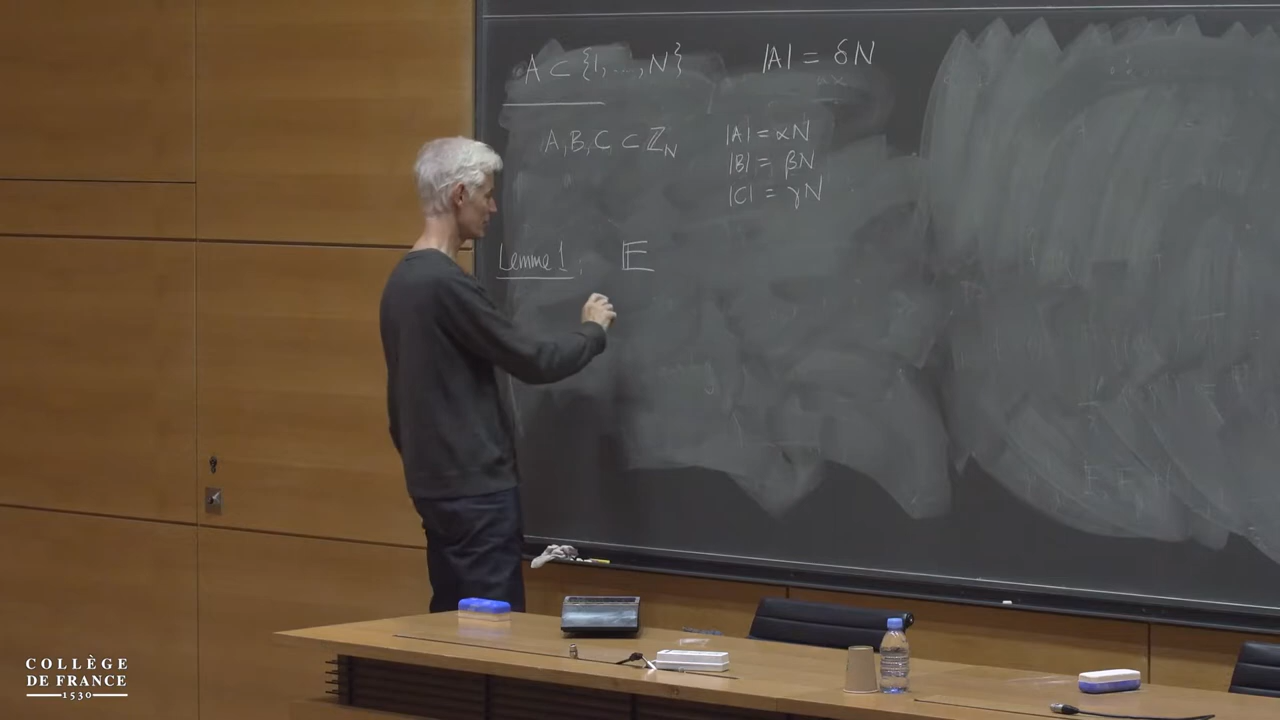 A ⊂ {1, ..., N} |A| = δN
A, B, C ⊂ ℤ_N |A| = αN
|B| = βN
|C| = γN
Lemme 1. 𝔼
COLLÈGE
DE FRANCE
1530